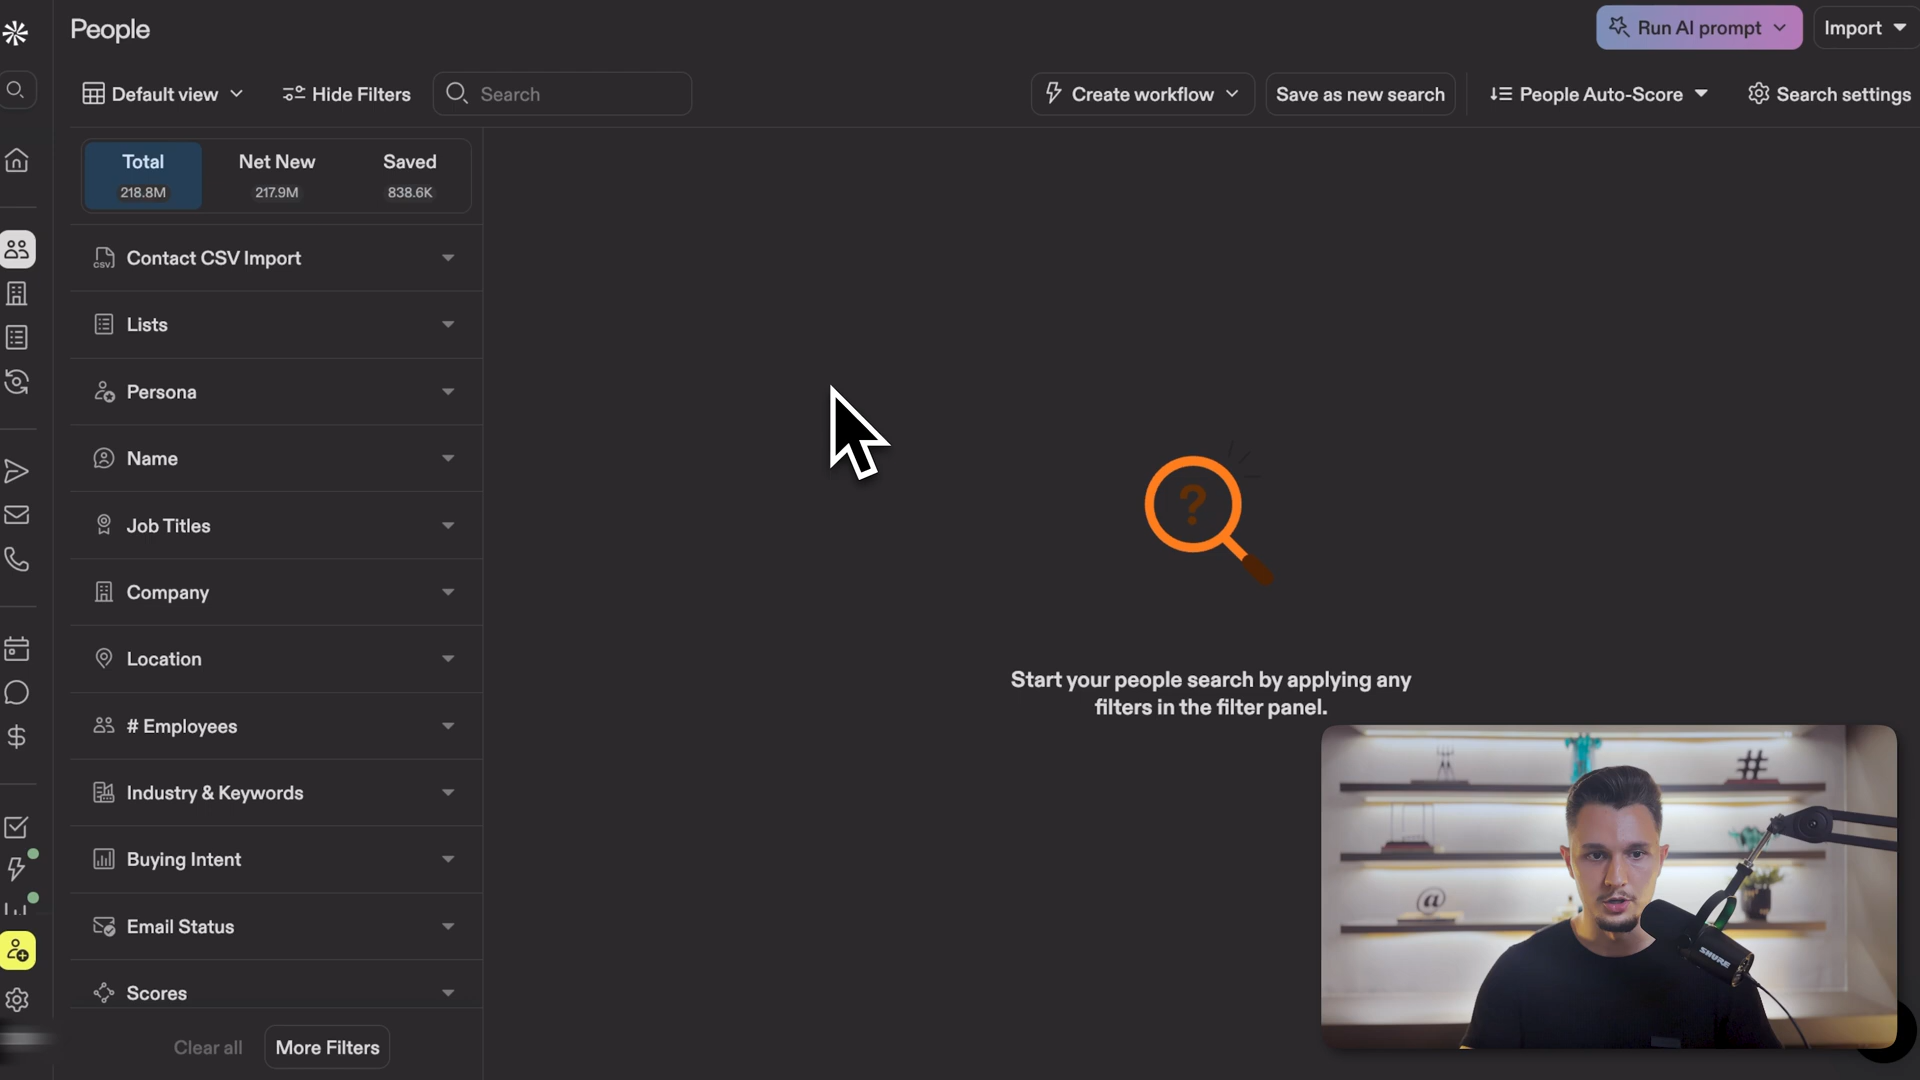 People
Run AI prompt
Import
Default view
Hide Filters
Search
Create workflow
Save as new search
People Auto-Score
Search settings
Total
218.8M
Net New
217.9M
Saved
838.6K
CSV
Contact CSV Import
Lists
Persona
Name
Job Titles
Company
Location
# Employees
Industry & Keywords
Buying Intent
Email Status
Scores
Clear all
More Filters
?
Start your people search by applying any
filters in the filter panel.
#
@
SHURE